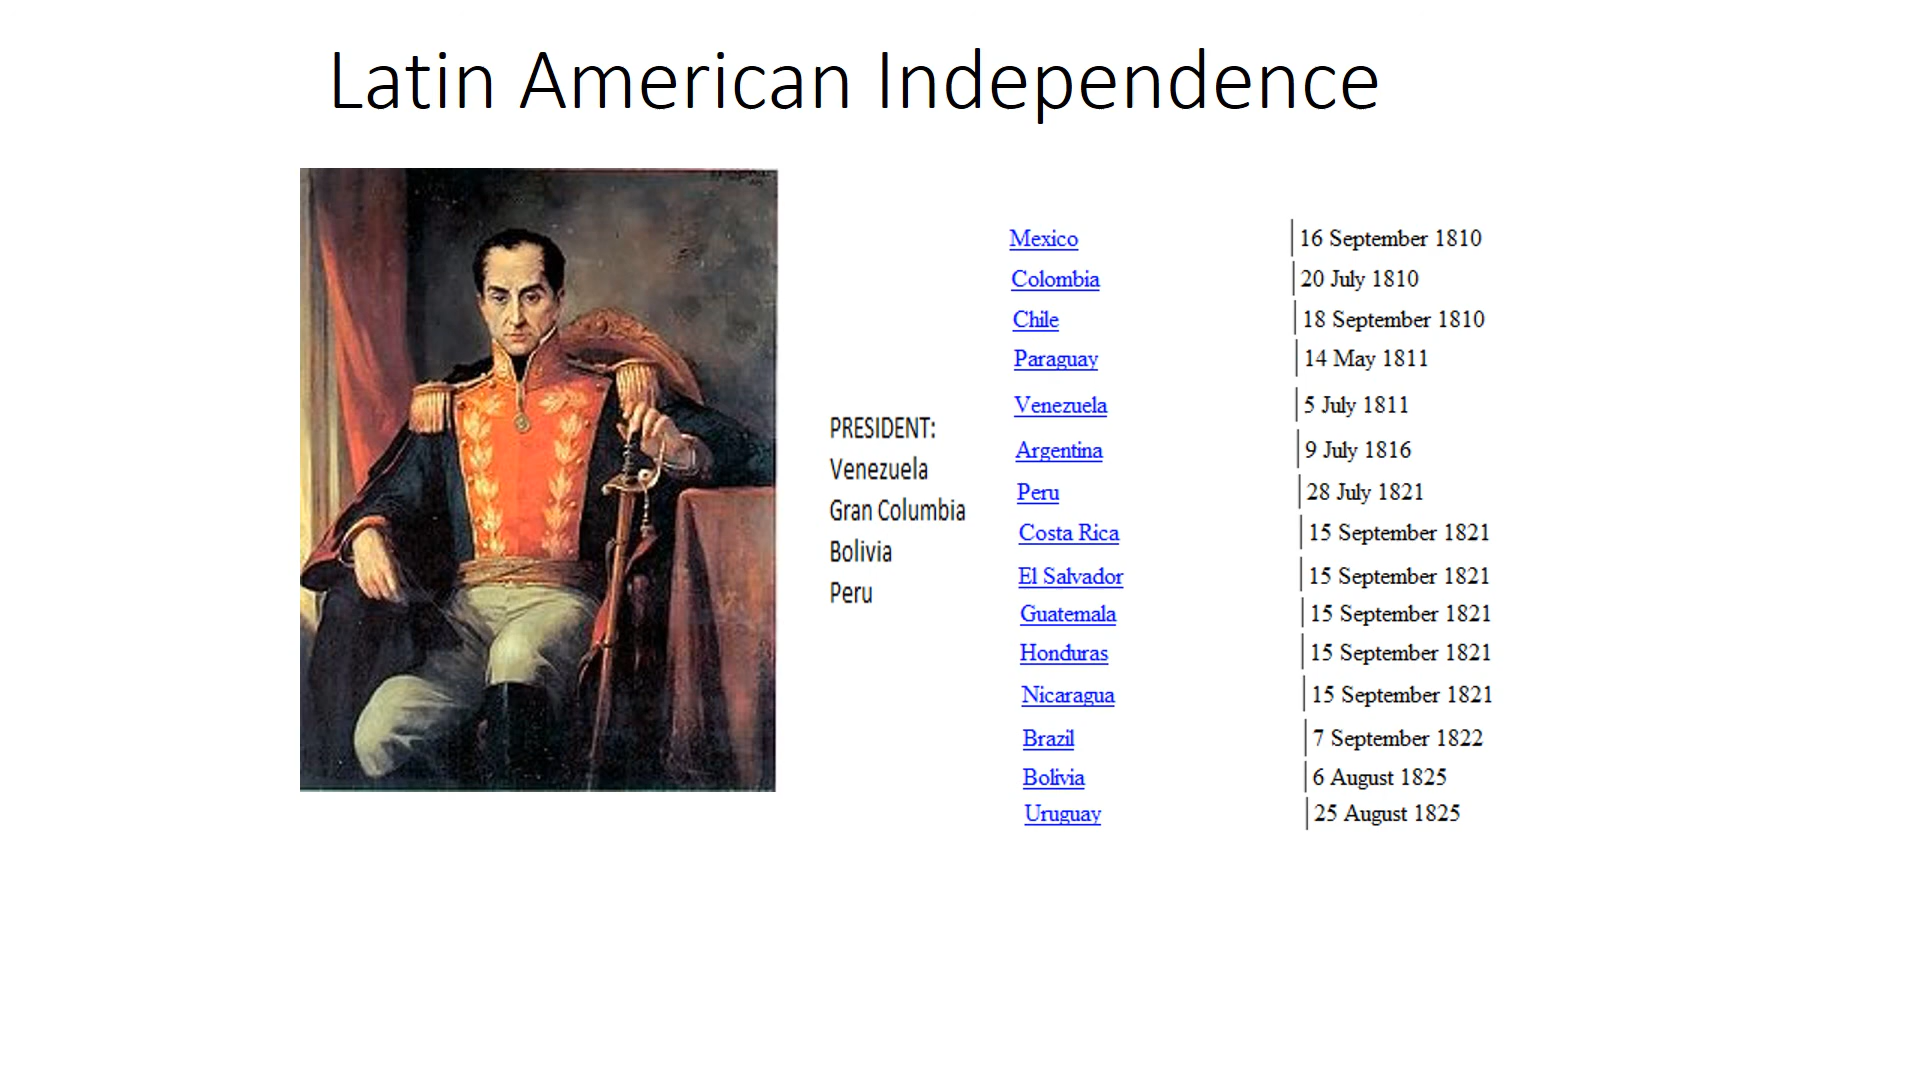 Latin American Independence
PRESIDENT:
Venezuela
Gran Columbia
Bolivia
Peru
Mexico 16 September 1810
Colombia 20 July 1810
Chile 18 September 1810
Paraguay 14 May 1811
Venezuela 5 July 1811
Argentina 9 July 1816
Peru 28 July 1821
Costa Rica 15 September 1821
El Salvador 15 September 1821
Guatemala 15 September 1821
Honduras 15 September 1821
Nicaragua 15 September 1821
Brazil 7 September 1822
Bolivia 6 August 1825
Uruguay 25 August 1825